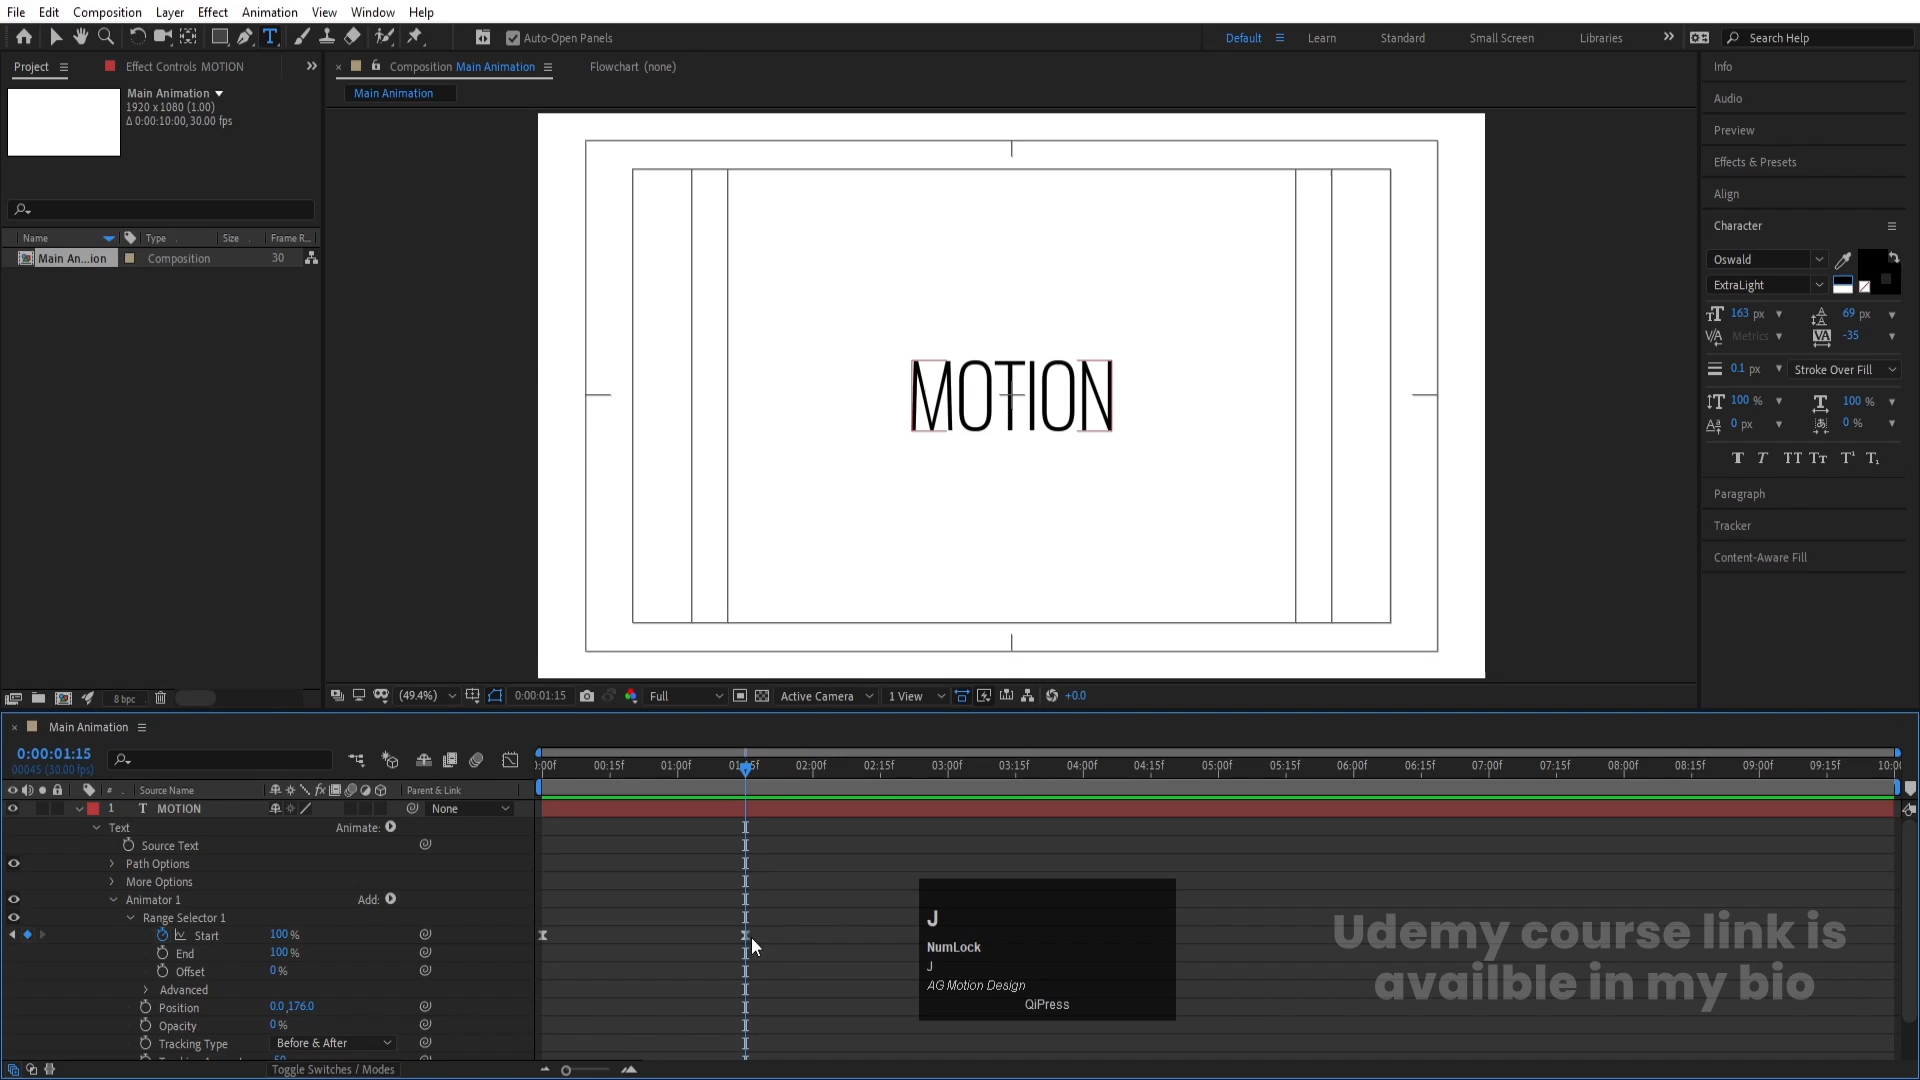 File Edit Composition Layer Effect Animation View Window Help
Auto-Open Panels
Default Learn Standard Small Screen Libraries
Search Help
Project Effect Controls MOTION
Composition Main Animation Flowchart (none)
Main Animation
Main Animation
1920 x 1080 (1.00)
Δ 0:00:10:00, 30.00 fps
Name Type Size Frame R...
Main An...ion Composition 30
8 bpc
MOTION
(49.4%) 0:00:01:15 Full Active Camera 1 View +0.0
Info
Audio
Preview
Effects & Presets
Align
Character
Oswald
ExtraLight
163 px 69 px
Metrics -35
0.1 px Stroke Over Fill
100 % 100 %
0 px 0 %
T T TT Tт T¹ T₁
Paragraph
Tracker
Content-Aware Fill
Main Animation
0:00:01:15
00045 (30.00 fps)
):00f 00:15f 01:00f 02:00f 02:15f 03:00f 03:15f 04:00f 04:15f 05:00f 05:15f 06:00f 06:15f 07:00f 07:15f 08:00f 08:15f 09:00f 09:15f 10:0
# Source Name Parent & Link
1 T MOTION None
Text Animate:
Source Text
Path Options
More Options
Animator 1 Add:
Range Selector 1
Start 100 %
End 100 %
Offset 0 %
Advanced
Position 0.0,176.0
Opacity 0 %
Tracking Type Before & After
Toggle Switches / Modes
J
NumLock
J
AG Motion Design
QiPress
Udemy course link is
availble in my bio